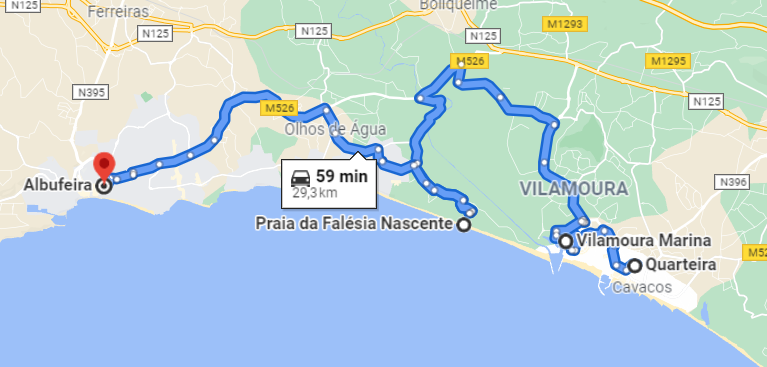 Boliqueime
Ferreiras
N125
N125
N125
M1293
M526
M1295
N395
M526
N125
Olhos de Água
Albufeira
59 min
29,3 km
VILAMOURA
N396
Praia da Falésia Nascente
Vilamoura Marina
M52
Quarteira
Cavacos